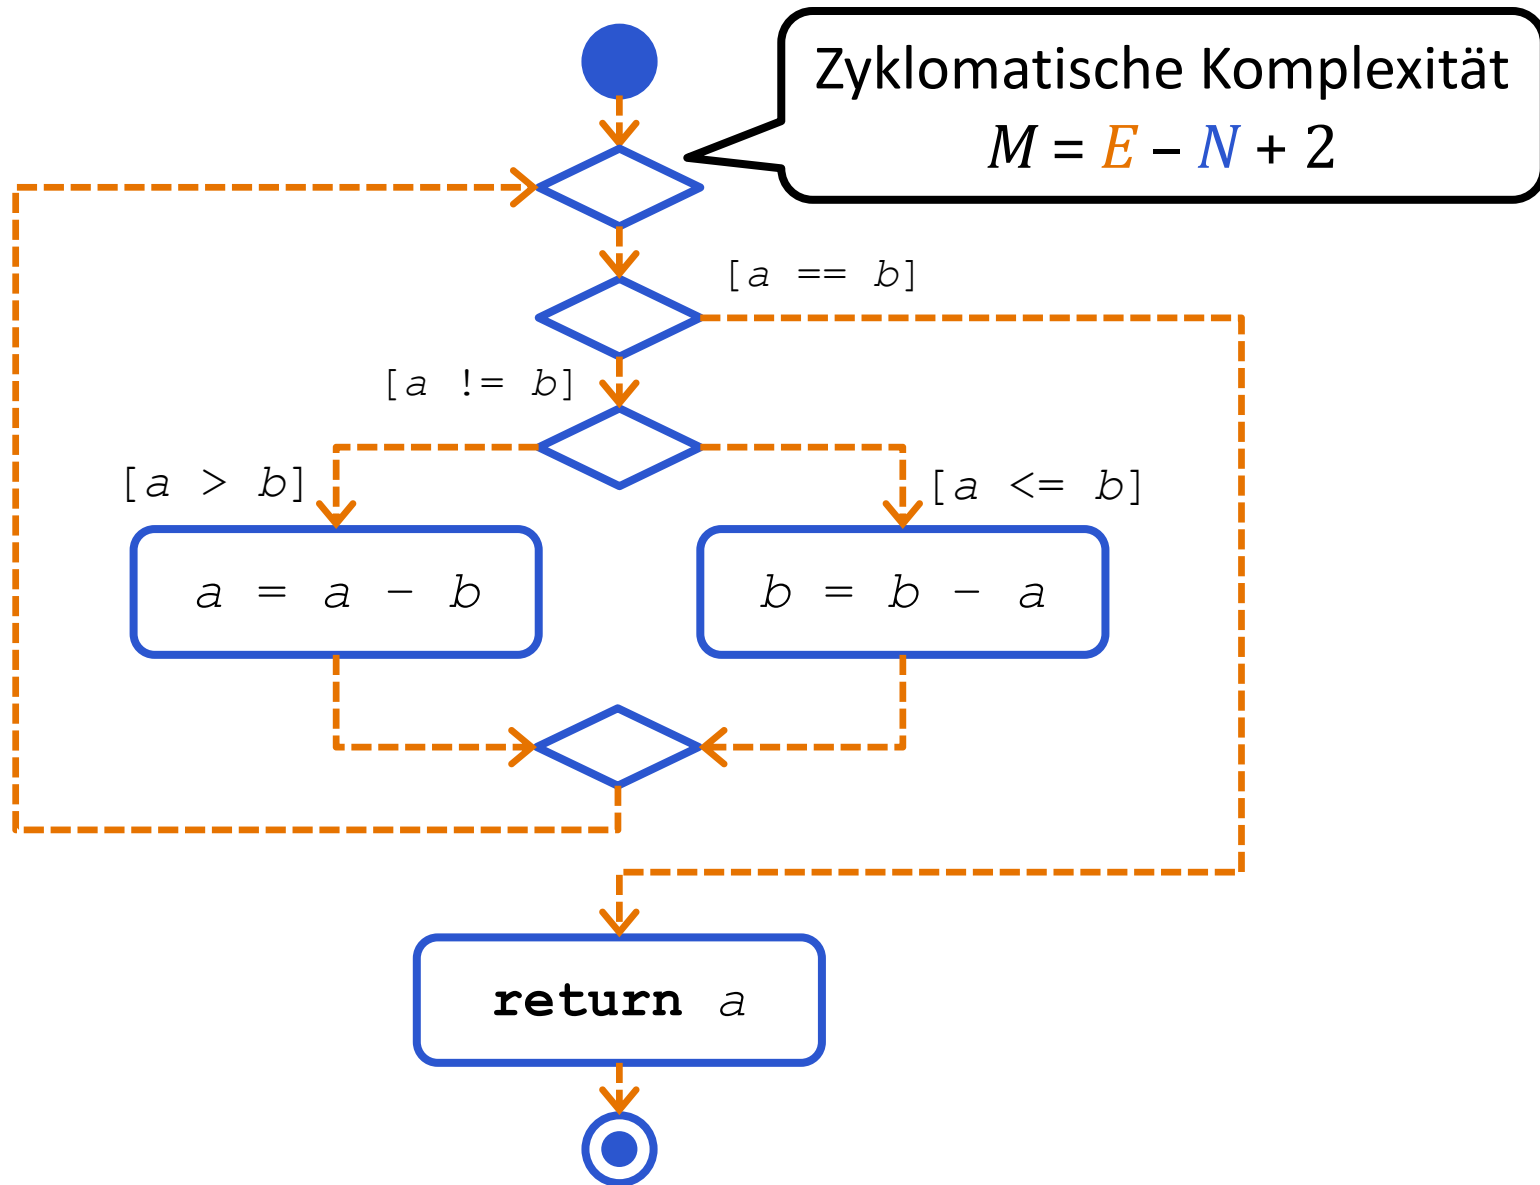 Zyklomatische Komplexität
M = E – N + 2
[a == b]
[a != b]
[a > b]
[a <= b]
a = a - b
b = b - a
return a